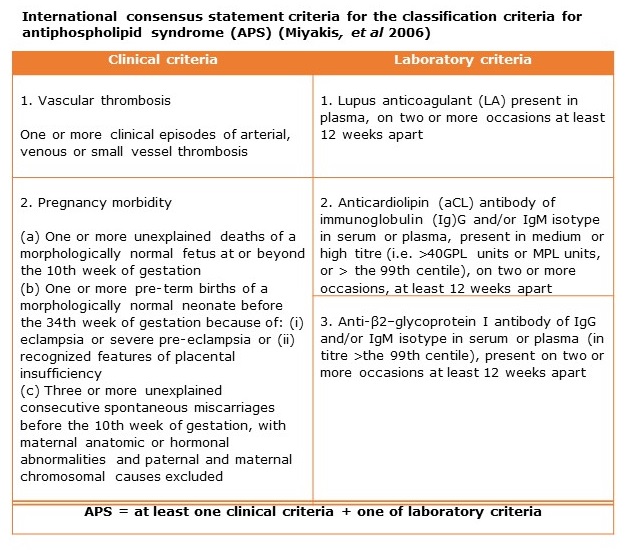 International consensus statement criteria for the classification criteria for
antiphospholipid syndrome (APS) (Miyakis, et al 2006)
Clinical criteria
Laboratory criteria
1. Vascular thrombosis
One or more clinical episodes of arterial,
venous or small vessel thrombosis
1. Lupus anticoagulant (LA) present in
plasma, on two or more occasions at least
12 weeks apart
2. Pregnancy morbidity
(a) One or more unexplained deaths of a
morphologically normal fetus at or beyond
the 10th week of gestation
(b) One or more pre-term births of a
morphologically normal neonate before
the 34th week of gestation because of: (i)
eclampsia or severe pre-eclampsia or (ii)
recognized features of placental
insufficiency
(c) Three or more unexplained
consecutive spontaneous miscarriages
before the 10th week of gestation, with
maternal anatomic or hormonal
abnormalities and paternal and maternal
chromosomal causes excluded
2. Anticardiolipin (aCL) antibody of
immunoglobulin (Ig)G and/or IgM isotype
in serum or plasma, present in medium or
high titre (i.e. >40GPL units or MPL units,
or > the 99th centile), on two or more
occasions, at least 12 weeks apart
3. Anti-β2–glycoprotein I antibody of IgG
and/or IgM isotype in serum or plasma (in
titre >the 99th centile), present on two or
more occasions at least 12 weeks apart
APS = at least one clinical criteria + one of laboratory criteria